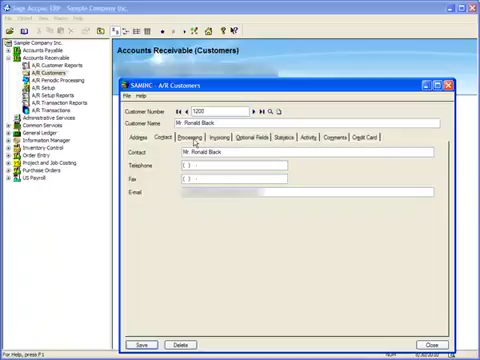 Sage Accpac ERP - Sample Company Inc.
File Help
Sample Company Inc.
Accounts Payable
Accounts Receivable
A/R Customer Reports
A/R Customers
A/R Periodic Processing
A/R Setup
A/R Setup Reports
A/R Transaction Reports
A/R Transactions
Administrative Services
Common Services
General Ledger
Information Manager
Inventory Control
Order Entry
Project and Job Costing
Purchase Orders
US Payroll
Accounts Receivable (Customers)
SAMINC - A/R Customers
File Help
Customer Number 1200
Customer Name Mr. Ronald Black
Address Contact Processing Invoicing Optional Fields Statistics Activity Comments Credit Card
Contact Mr. Ronald Black
Telephone ( ) -
Fax ( ) -
E-mail
Save Delete Close
For Help, press F1
NUM